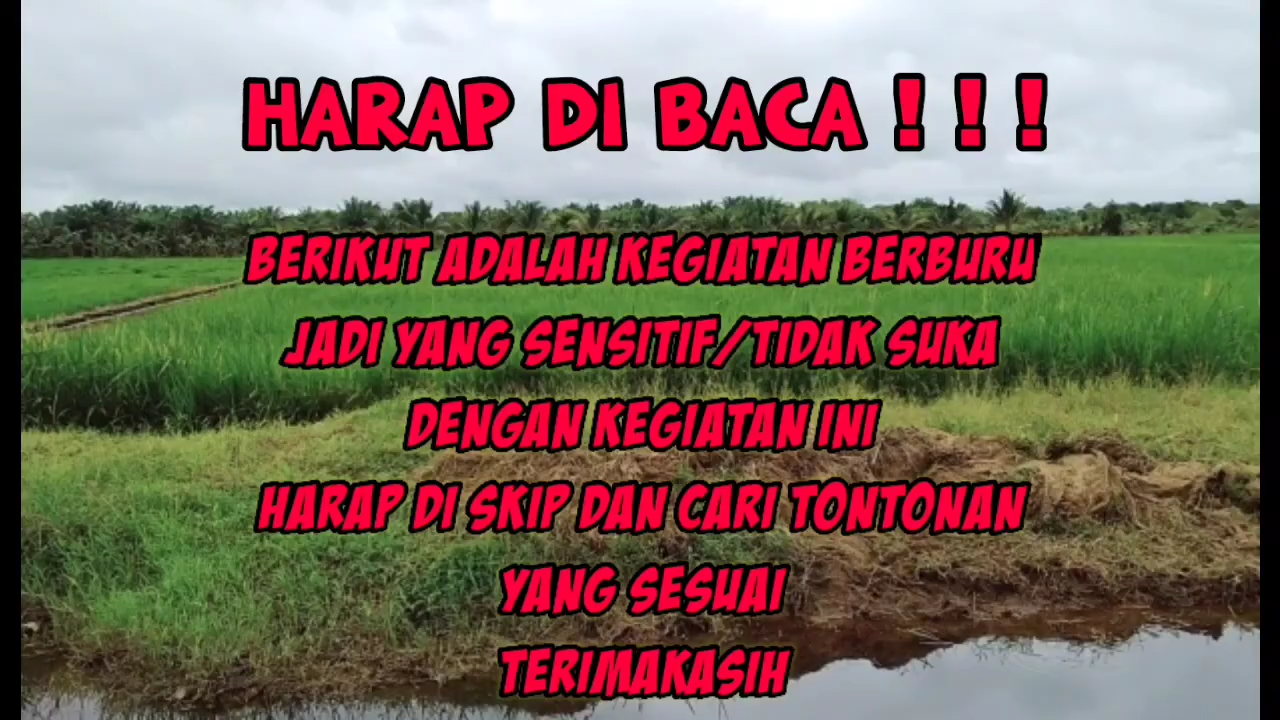 HARAP DI BACA ! ! !
BERIKUT ADALAH KEGIATAN BERBURU
JADI YANG SENSITIF/TIDAK SUKA
DENGAN KEGIATAN INI
HARAP DI SKIP DAN CARI TONTONAN
YANG SESUAI
TERIMAKASIH